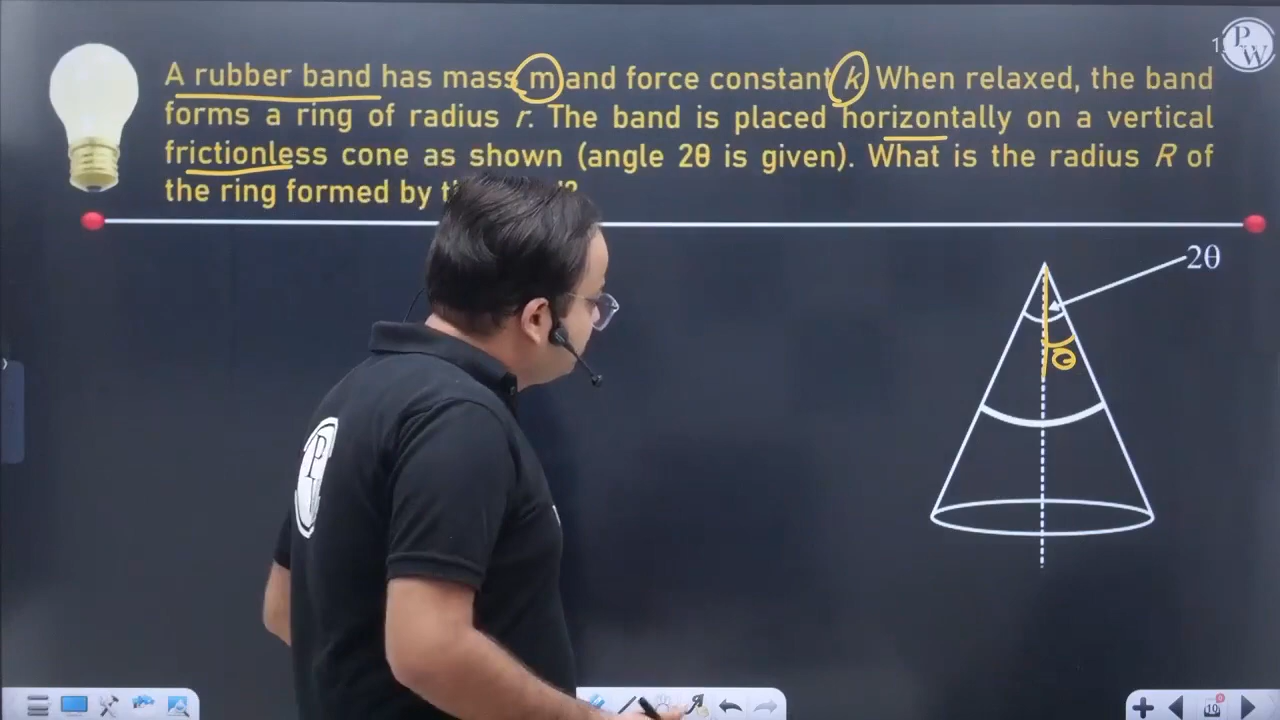 A rubber band has mass m and force constant k. When relaxed, the band
forms a ring of radius r. The band is placed horizontally on a vertical
frictionless cone as shown (angle 2θ is given). What is the radius R of
the ring formed by
2θ
θ
P
W
10